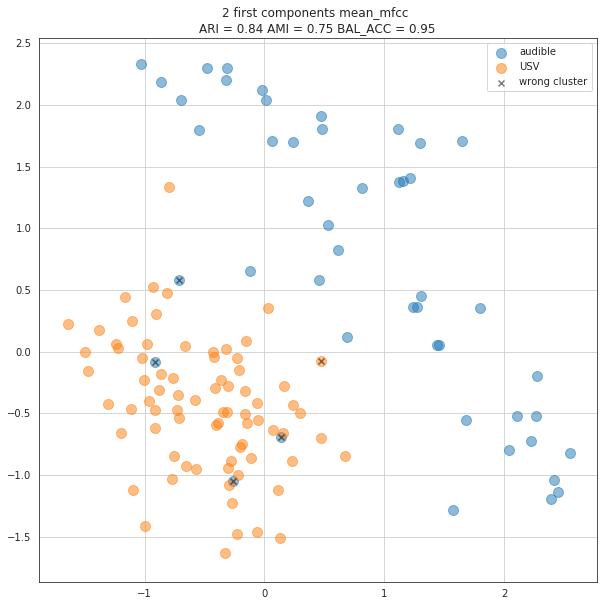 2 first components mean_mfcc
ARI = 0.84 AMI = 0.75 BAL_ACC = 0.95
audible
USV
wrong cluster
2.5
2.0
1.5
1.0
0.5
0.0
−0.5
−1.0
−1.5
−1
0
1
2